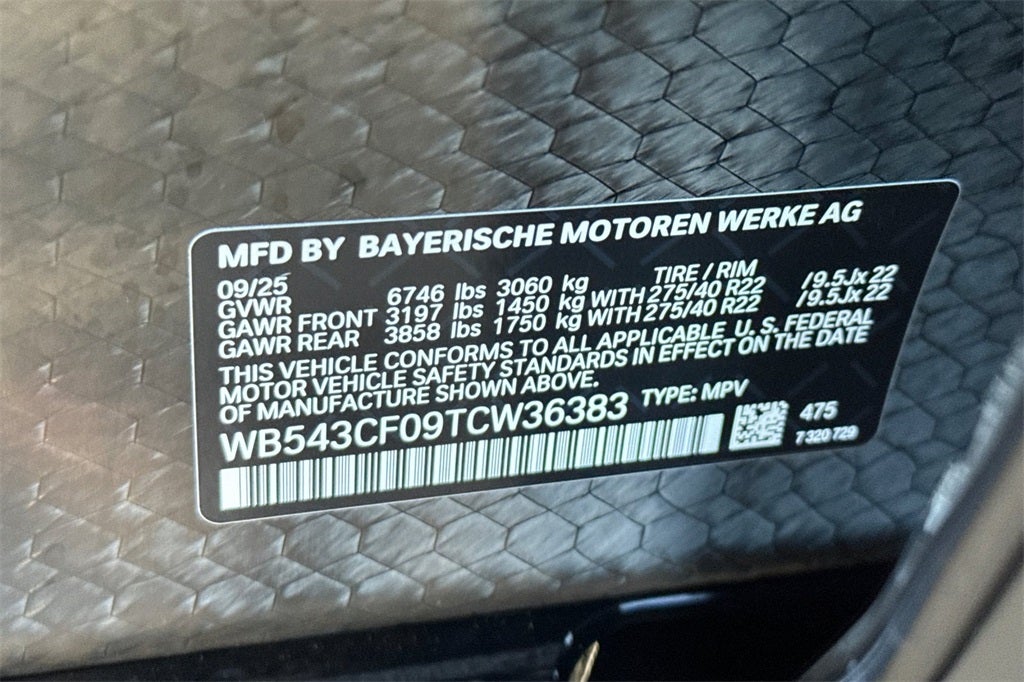 MFD BY BAYERISCHE MOTOREN WERKE AG
09/25 TIRE / RIM
GVWR 6746 lbs 3060 kg
GAWR FRONT 3197 lbs 1450 kg WITH 275/40 R22 /9.5Jx22
GAWR REAR 3858 lbs 1750 kg WITH 275/40 R22 /9.5Jx22
THIS VEHICLE CONFORMS TO ALL APPLICABLE U. S. FEDERAL
MOTOR VEHICLE SAFETY STANDARDS IN EFFECT ON THE DATE
OF MANUFACTURE SHOWN ABOVE.
WB543CF09TCW36383 TYPE: MPV
475
7 320 729